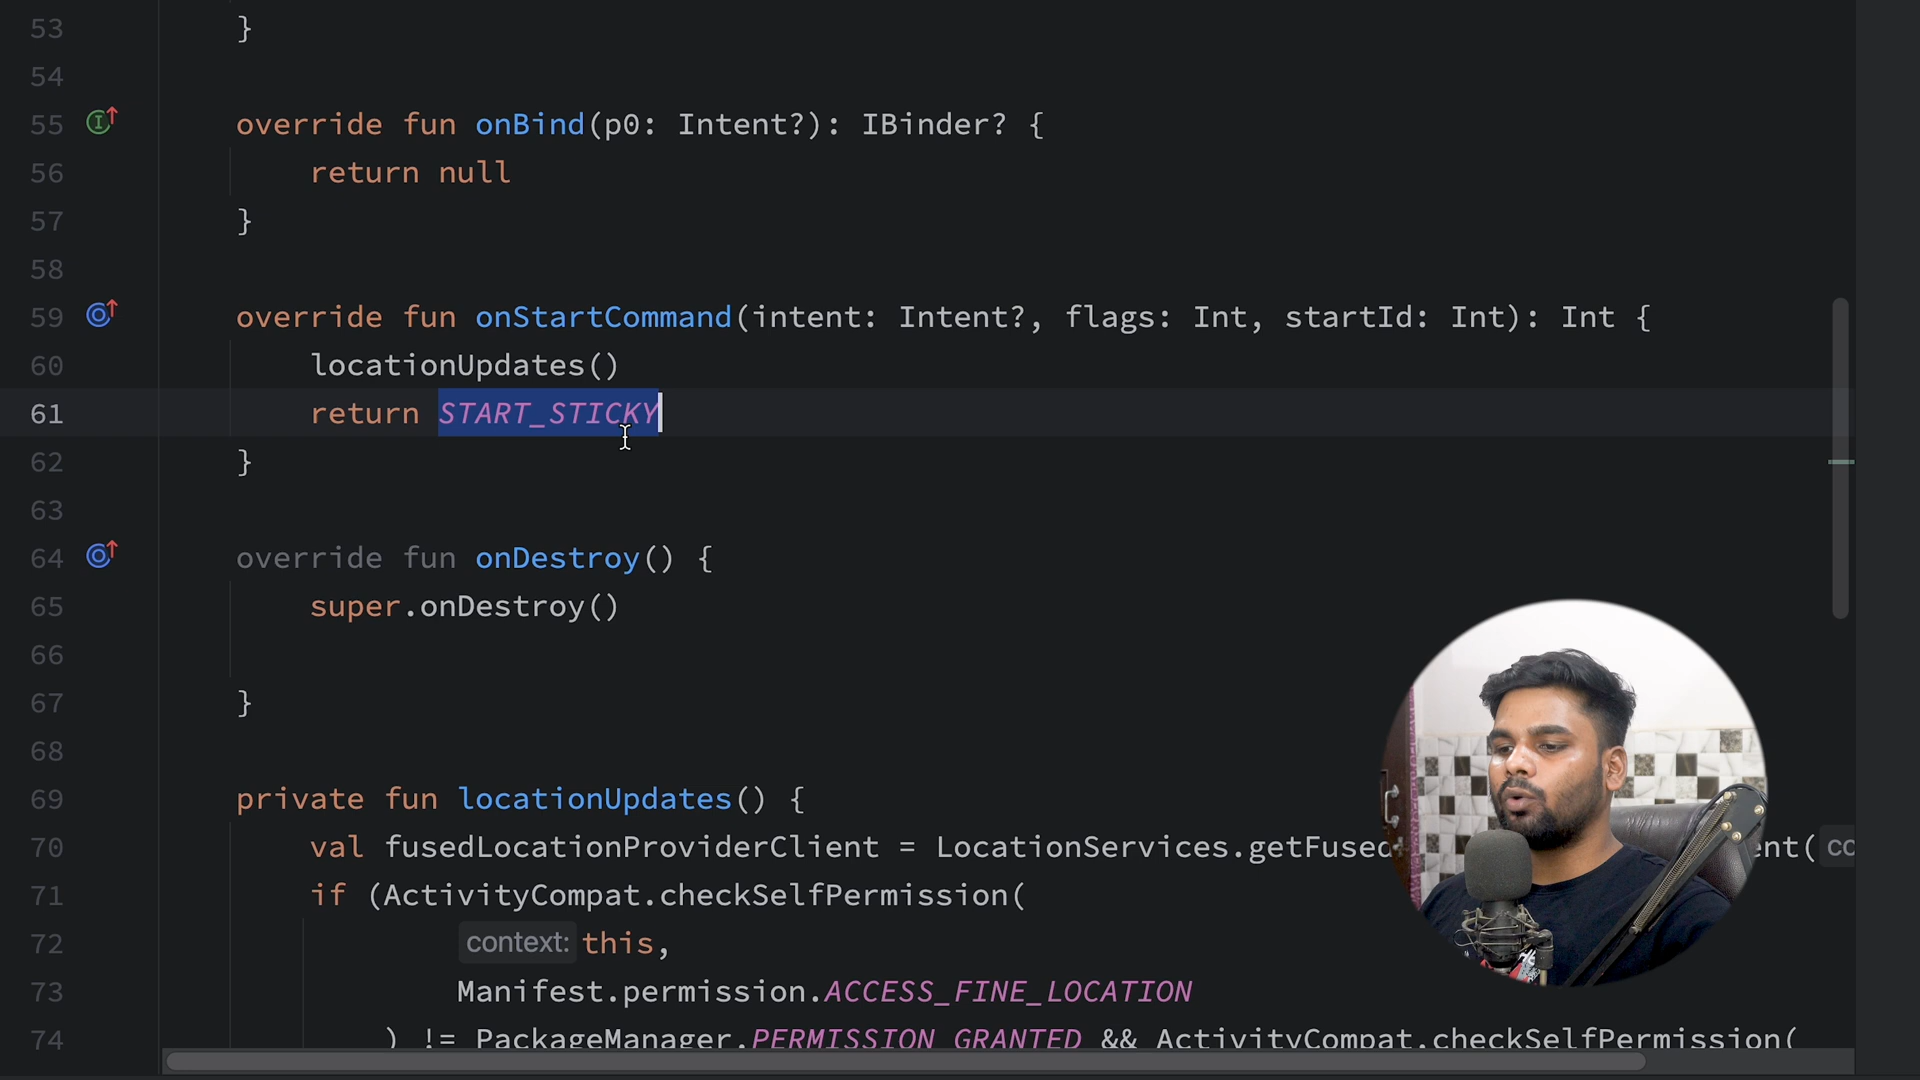 53 }
54
55 override fun onBind(p0: Intent?): IBinder? {
56 return null
57 }
58
59 override fun onStartCommand(intent: Intent?, flags: Int, startId: Int): Int {
60 locationUpdates()
61 return START_STICKY
62 }
63
64 override fun onDestroy() {
65 super.onDestroy()
66
67 }
68
69 private fun locationUpdates() {
70 val fusedLocationProviderClient = LocationServices.getFused ent( co
71 if (ActivityCompat.checkSelfPermission(
72 context: this,
73 Manifest.permission.ACCESS_FINE_LOCATION
74 ) != PackageManager.PERMISSION_GRANTED && ActivityCompat.checkSelfPermission(